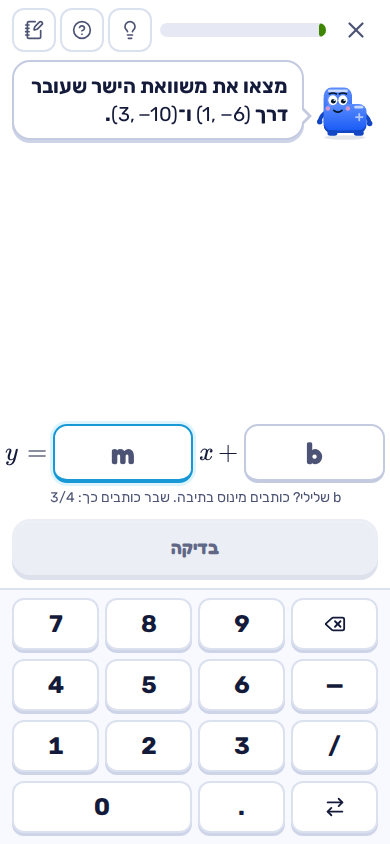 מצאו את משוואת הישר שעובר
דרך (1, −6) ו־(3, −10).
y = m x + b
b שלילי? כותבים מינוס בתיבה. שבר כותבים כך: 3/4
בדיקה
7 8 9
4 5 6 −
1 2 3 /
0 .